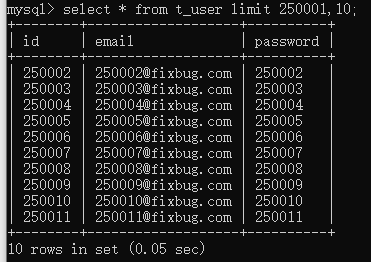 mysql> select * from t_user limit 250001,10;
+--------+-------------------+----------+
| id     | email             | password |
+--------+-------------------+----------+
| 250002 | 250002@fixbug.com | 250002   |
| 250003 | 250003@fixbug.com | 250003   |
| 250004 | 250004@fixbug.com | 250004   |
| 250005 | 250005@fixbug.com | 250005   |
| 250006 | 250006@fixbug.com | 250006   |
| 250007 | 250007@fixbug.com | 250007   |
| 250008 | 250008@fixbug.com | 250008   |
| 250009 | 250009@fixbug.com | 250009   |
| 250010 | 250010@fixbug.com | 250010   |
| 250011 | 250011@fixbug.com | 250011   |
+--------+-------------------+----------+
10 rows in set (0.05 sec)